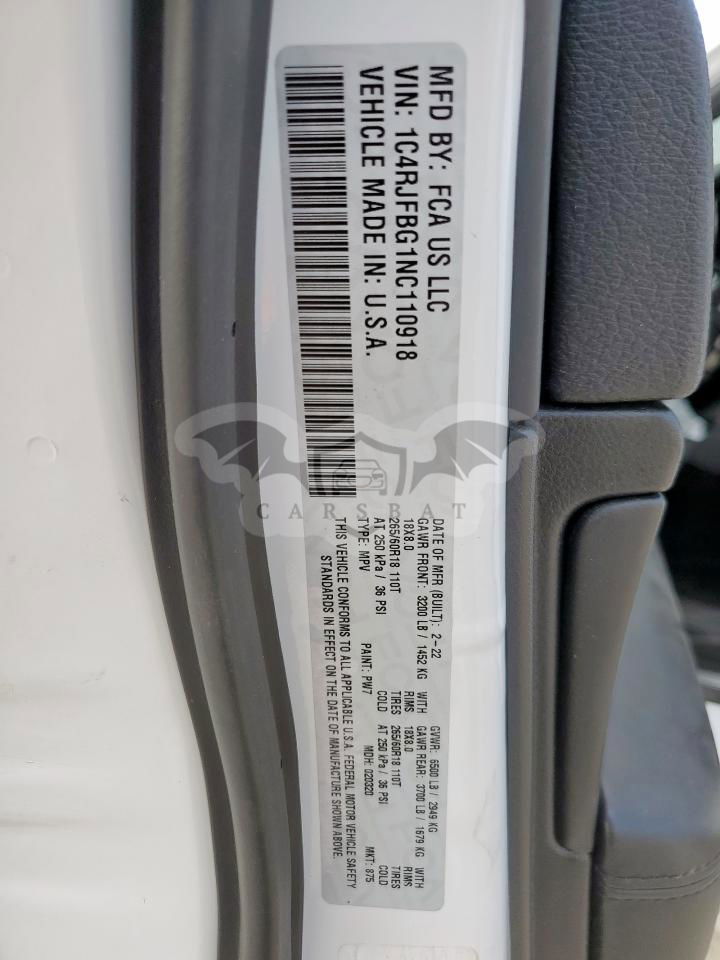 MFD BY: FCA US LLC
VIN: 1C4RJFBG1NC110918
VEHICLE MADE IN: U.S.A.
DATE OF MFR (BUILT): 2-22 GVWR: 6500 LB / 2949 KG
GAWR FRONT: 3200 LB / 1452 KG WITH GAWR REAR: 3700 LB / 1679 KG WITH
18X8.0 RIMS 18X8.0 RIMS
265/60R18 110T TIRES 265/60R18 110T TIRES
AT 250 kPa / 36 PSI COLD AT 250 kPa / 36 PSI COLD
TYPE: MPV PAINT: PW7 MDH: 020320 MKT: 875
THIS VEHICLE CONFORMS TO ALL APPLICABLE U.S.A. FEDERAL MOTOR VEHICLE SAFETY
STANDARDS IN EFFECT ON THE DATE OF MANUFACTURE SHOWN ABOVE.
CARSBAT